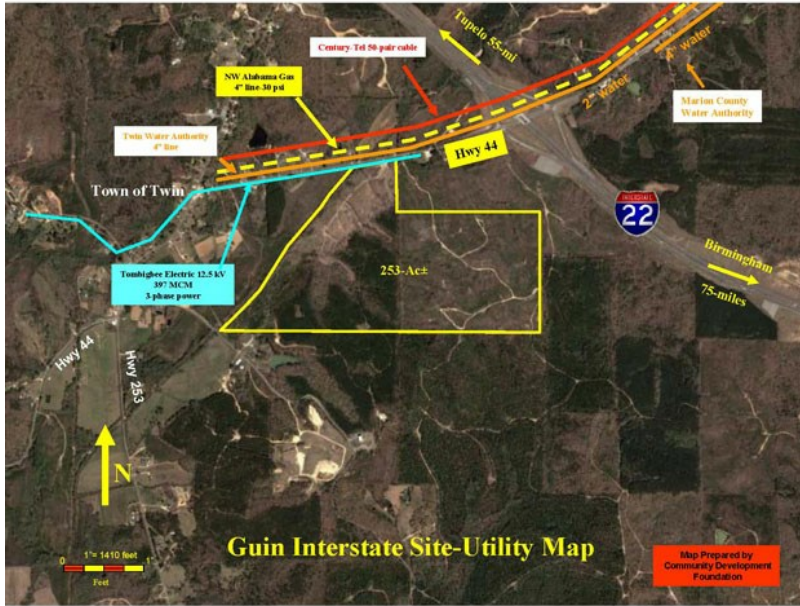 Tupelo 55-mi
Century-Tel 50-pair cable
NW Alabama Gas
4" line-30 psi
2" water
4" water
Marion County
Water Authority
Twin Water Authority
4" line
Hwy 44
Town of Twin
INTERSTATE
22
Birmingham
75-miles
253-Ac±
Tombigbee Electric 12.5 kV
397 MCM
3-phase power
Hwy 44
Hwy 253
N
Guin Interstate Site-Utility Map
0 1"= 1410 feet 1"
Feet
Map Prepared by
Community Development
Foundation